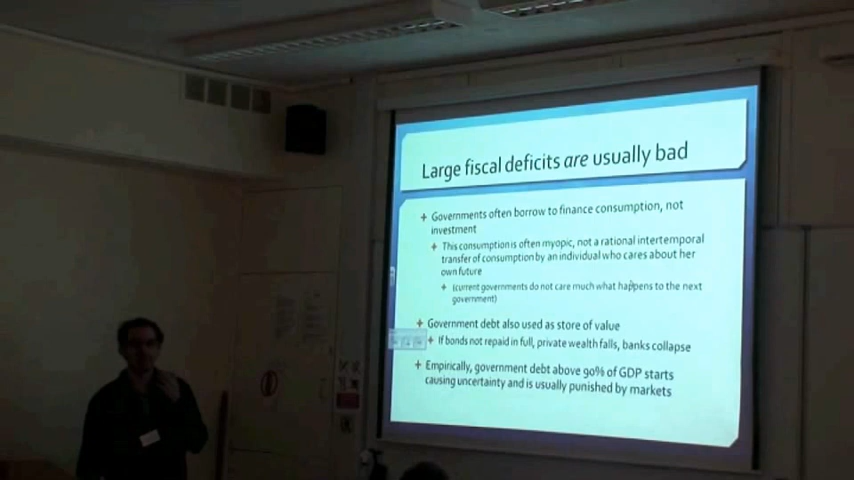 Large fiscal deficits are usually bad
Governments often borrow to finance consumption, not
investment
This consumption is often myopic, not a rational intertemporal
transfer of consumption by an individual who cares about her
own future
(current governments do not care much what happens to the next
government)
Government debt also used as store of value
If bonds not repaid in full, private wealth falls, banks collapse
Empirically, government debt above 90% of GDP starts
causing uncertainty and is usually punished by markets